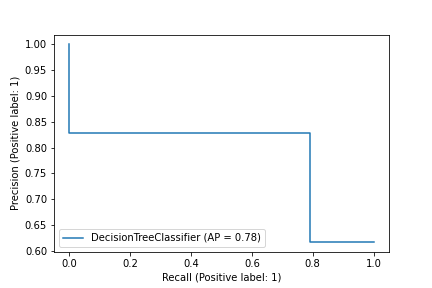 1.00
0.95
0.90
0.85
0.80
0.75
0.70
0.65
0.60
Precision (Positive label: 1)
DecisionTreeClassifier (AP = 0.78)
0.0 0.2 0.4 0.6 0.8 1.0
Recall (Positive label: 1)